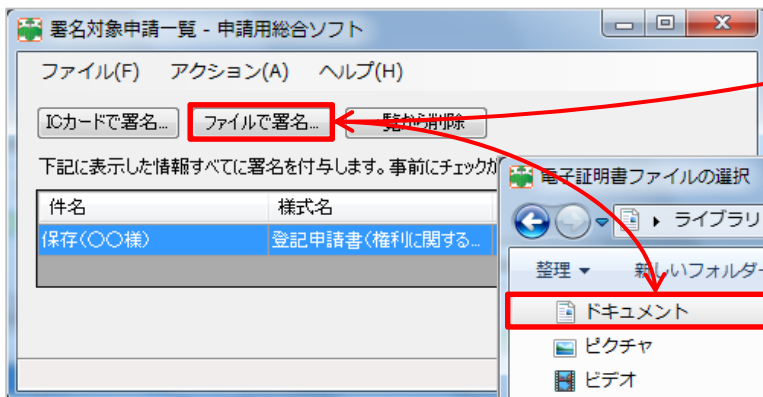 署名対象申請一覧 - 申請用総合ソフト
ファイル(F) アクション(A) ヘルプ(H)
ICカードで署名... ファイルで署名... 一覧から削除
下記に表示した情報すべてに署名を付与します。事前にチェックが
件名 様式名
保存(〇〇様) 登記申請書(権利に関する...
電子証明書ファイルの選択
ライブラリ
整理 新しいフォルダー
ドキュメント
ピクチャ
ビデオ